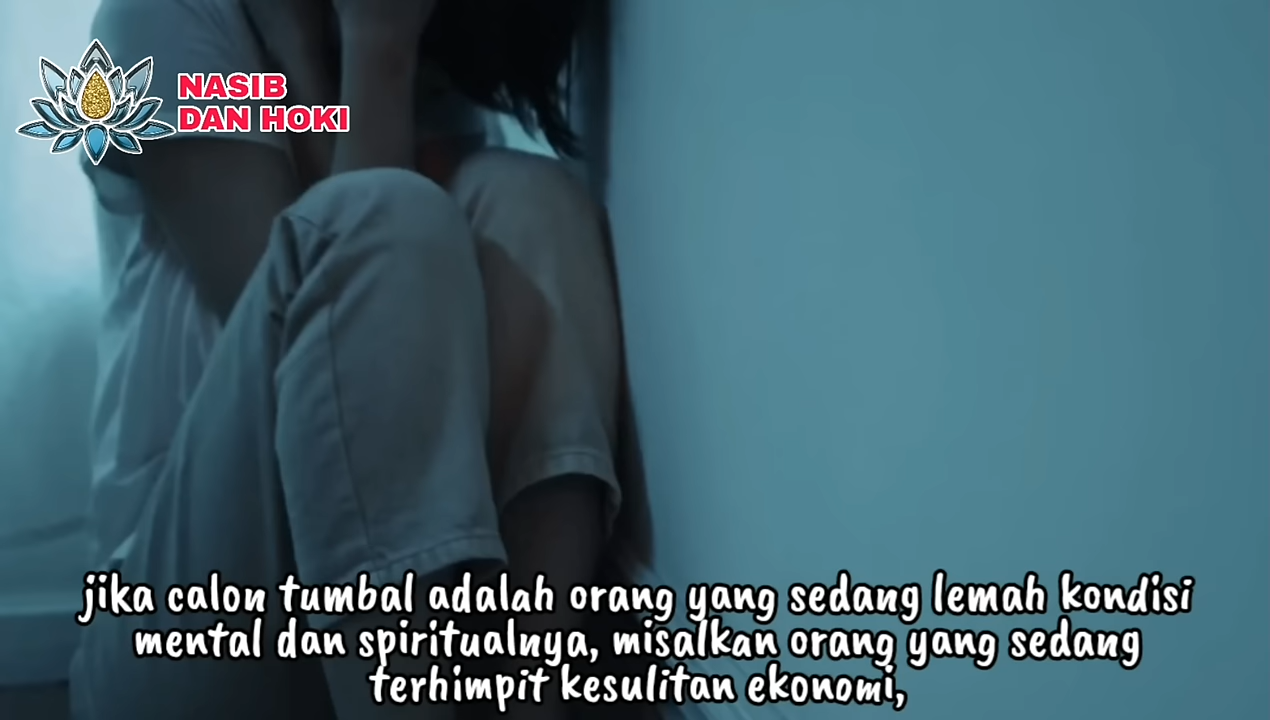 NASIB
DAN HOKI
jika calon tumbal adalah orang yang sedang lemah kondisi
mental dan spiritualnya, misalkan orang yang sedang
terhimpit kesulitan ekonomi,